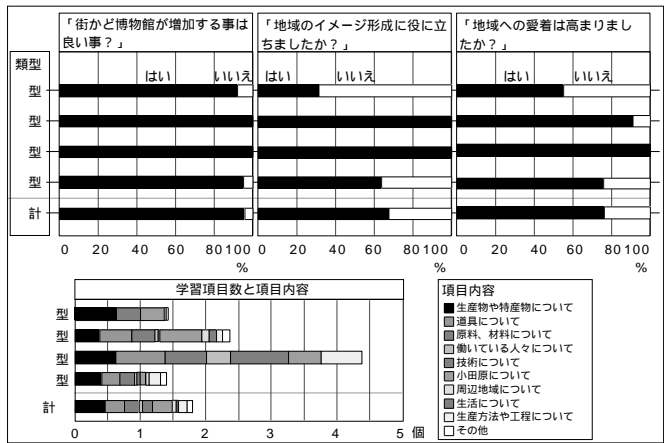 「街かど博物館が増加する事は
良い事？」
「地域のイメージ形成に役に立
ちましたか？」
「地域への愛着は高まりまし
たか？」
類型
はい いいえ
はい いいえ
はい いいえ
型
型
型
型
計
0 20 40 60 80 100
%
0 20 40 60 80 100
%
0 20 40 60 80 100
%
学習項目数と項目内容
型
型
型
型
計
0 1 2 3 4 個 5
項目内容
生産物や特産物について
道具について
原料、材料について
働いている人々について
技術について
小田原について
周辺地域について
生活について
生産方法や工程について
その他